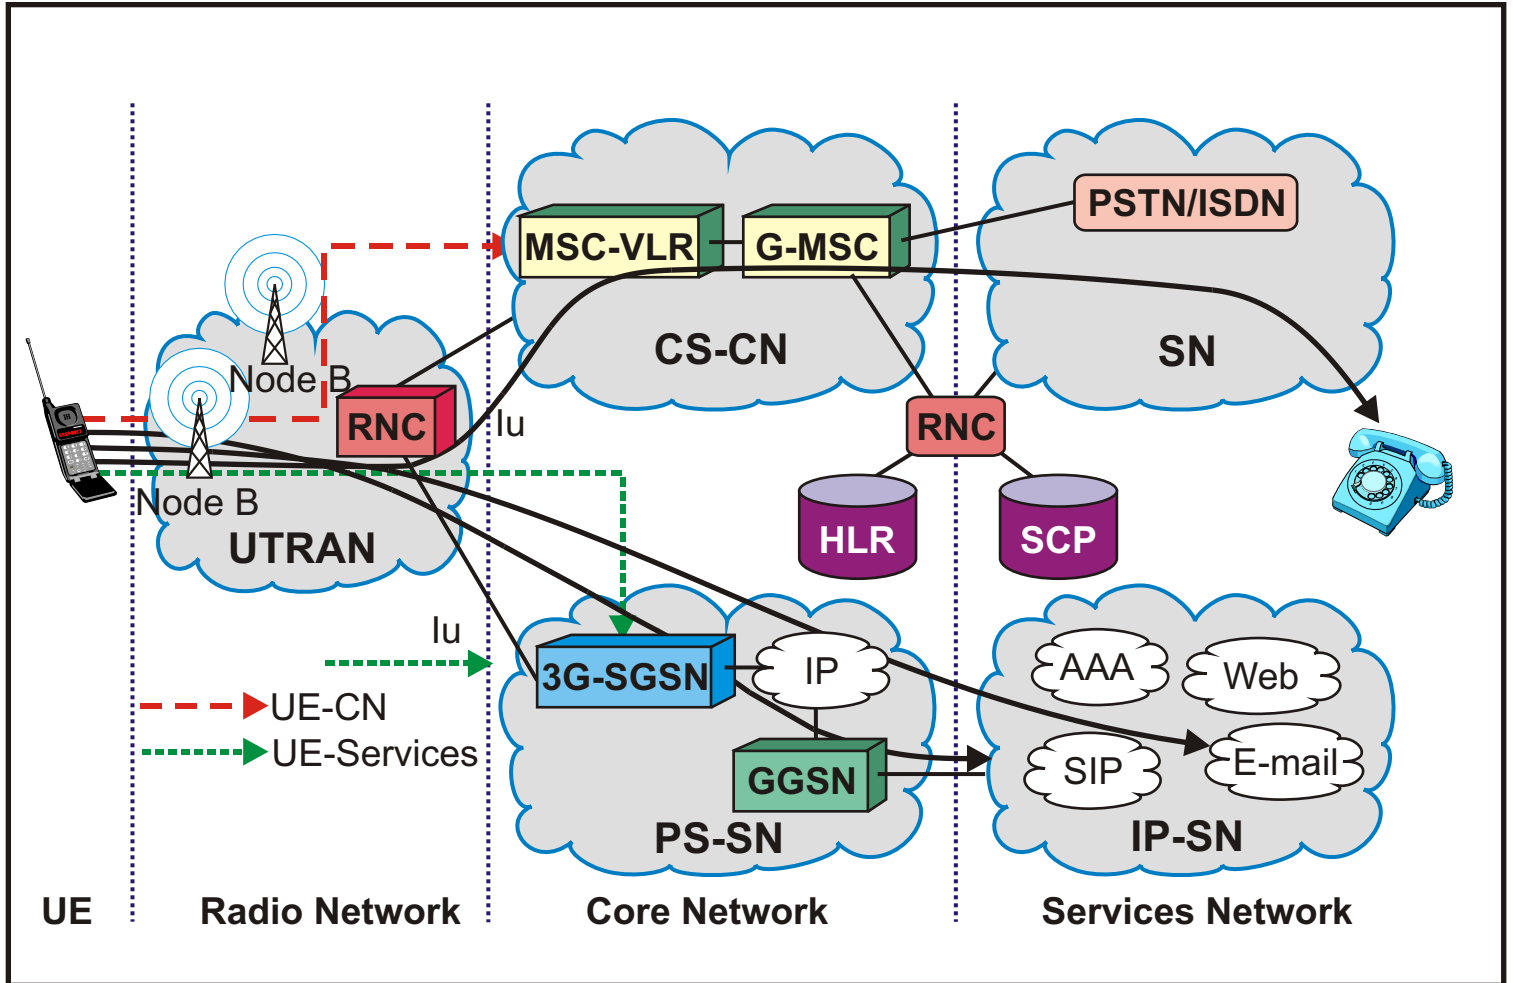 PSTN/ISDN
MSC-VLR
G-MSC
CS-CN
SN
Node B
RNC
Iu
RNC
Node B
UTRAN
HLR
SCP
Iu
3G-SGSN
IP
AAA
Web
UE-CN
UE-Services
GGSN
SIP
E-mail
PS-SN
IP-SN
UE
Radio Network
Core Network
Services Network